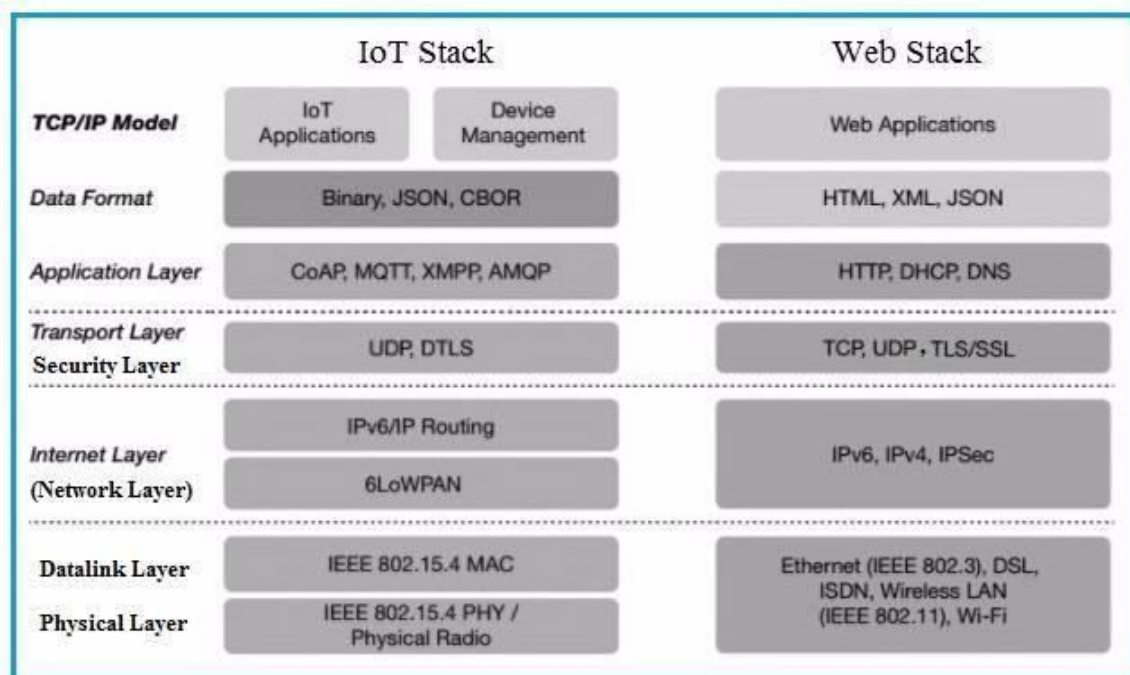 IoT Stack
Web Stack
TCP/IP Model
IoT
Applications
Device
Management
Web Applications
Data Format
Binary, JSON, CBOR
HTML, XML, JSON
Application Layer
CoAP, MQTT, XMPP, AMQP
HTTP, DHCP, DNS
Transport Layer
Security Layer
UDP, DTLS
TCP, UDP，TLS/SSL
Internet Layer
(Network Layer)
IPv6/IP Routing
6LoWPAN
IPv6, IPv4, IPSec
Datalink Layer
IEEE 802.15.4 MAC
Physical Layer
IEEE 802.15.4 PHY /
Physical Radio
Ethernet (IEEE 802.3), DSL,
ISDN, Wireless LAN
(IEEE 802.11), Wi-Fi